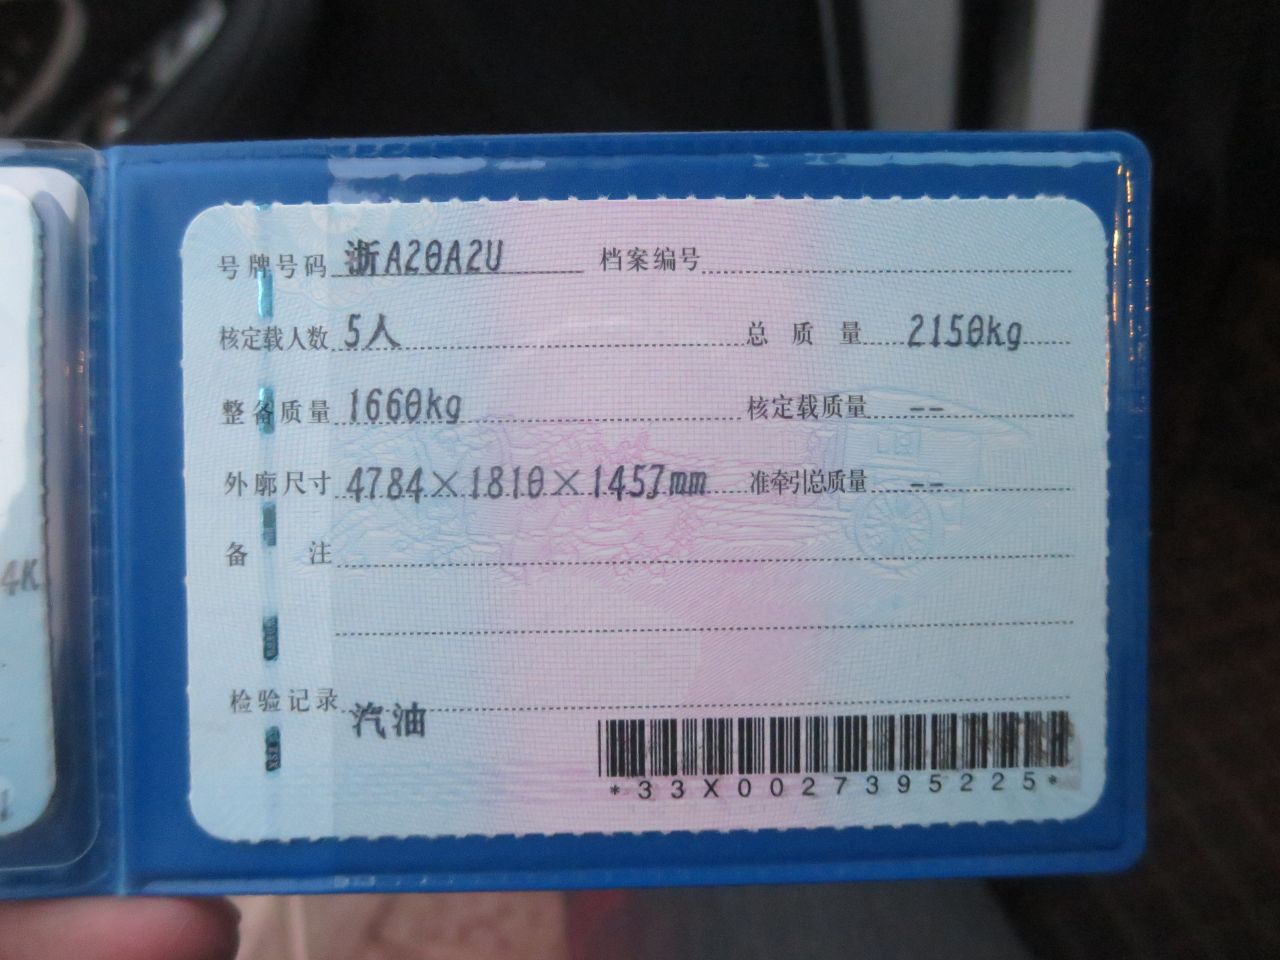 号牌号码 浙A20A2U 档案编号
核定载人数 5人 总质量 2150kg
整备质量 1660kg 核定载质量 --
外廓尺寸 4784×1810×1457mm 准牵引总质量 --
备注
检验记录 汽油
*33X0027395225*
4K